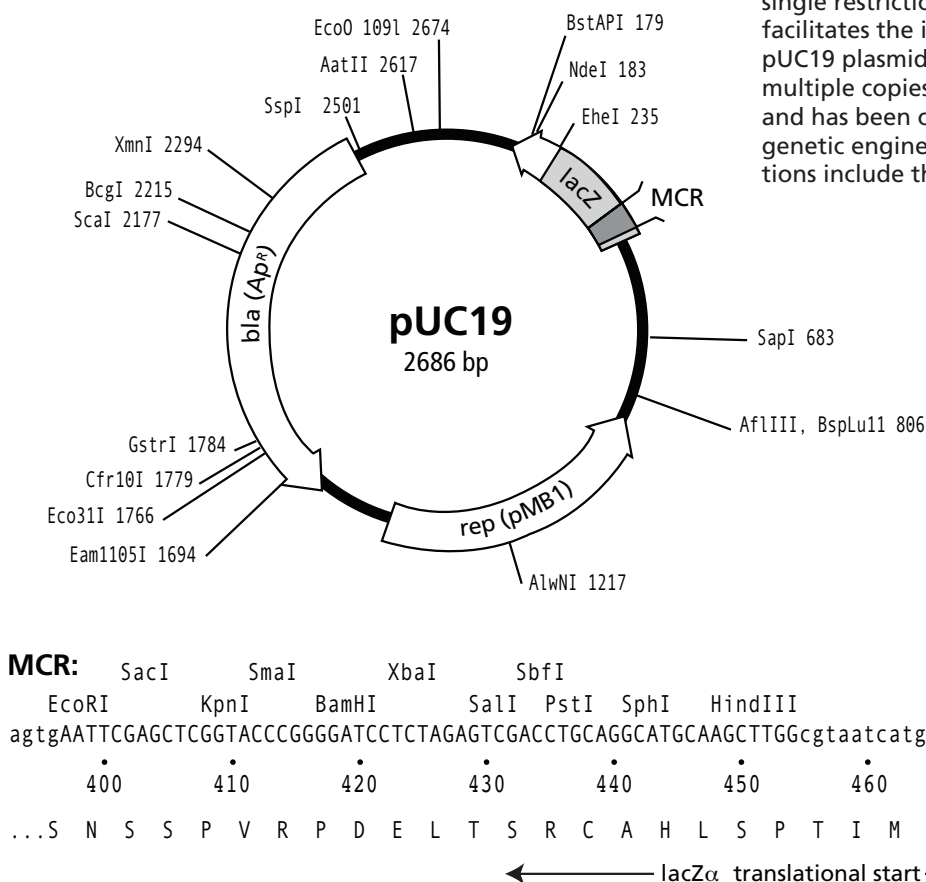 single restriction
facilitates the i
pUC19 plasmid
multiple copies
and has been c
genetic engine
tions include th
EcoO 109l 2674
AatII 2617
SspI 2501
XmnI 2294
BcgI 2215
ScaI 2177
BstAPI 179
NdeI 183
EheI 235
lacZ
MCR
bla (ApR)
pUC19
2686 bp
SapI 683
AflIII, BspLu11 806
GstrI 1784
Cfr10I 1779
Eco31I 1766
Eam1105I 1694
rep (pMB1)
AlwNI 1217
MCR:
SacI SmaI XbaI SbfI
EcoRI KpnI BamHI SalI PstI SphI HindIII
agtgAATTCGAGCTCGGTACCCGGGGATCCTCTAGAGTCGACCTGCAGGCATGCAAGCTTGGcgtaatcatg
• • • • • • •
400 410 420 430 440 450 460
...S N S S P V R P D E L T S R C A H L S P T I M
lacZα translational start